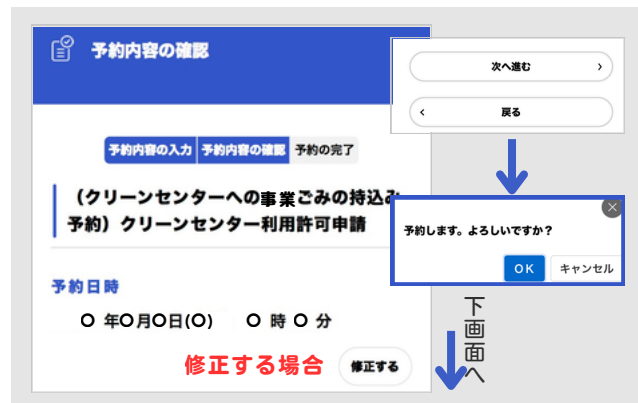 予約内容の確認
予約内容の入力 予約内容の確認 予約の完了
（クリーンセンターへの事業ごみの持込み
予約）クリーンセンター利用許可申請
予約日時
○ 年○月○日(○) ○ 時 ○ 分
修正する場合 修正する
次へ進む ›
‹ 戻る
予約します。よろしいですか？
OK キャンセル
下画面へ